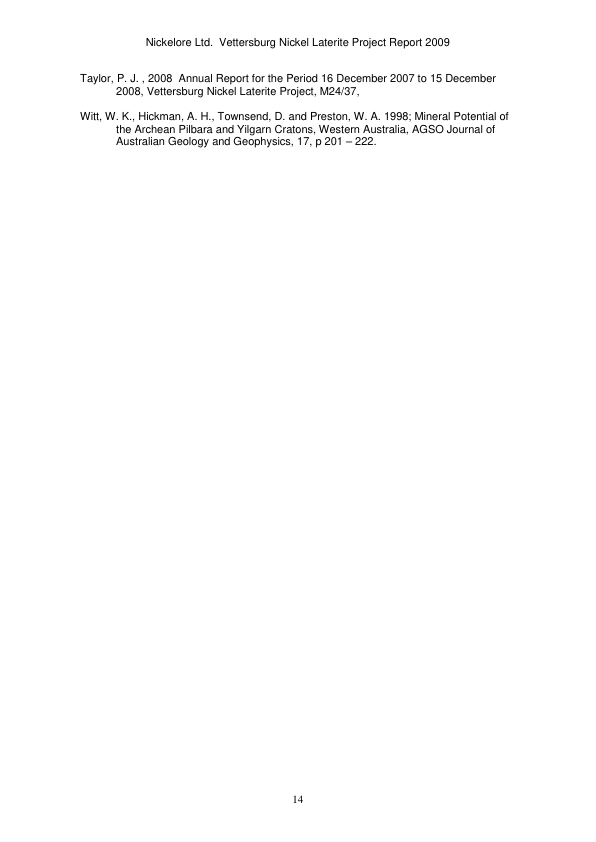 Nickelore Ltd.  Vettersburg Nickel Laterite Project Report 2009
Taylor, P. J. , 2008  Annual Report for the Period 16 December 2007 to 15 December
2008, Vettersburg Nickel Laterite Project, M24/37,
Witt, W. K., Hickman, A. H., Townsend, D. and Preston, W. A. 1998; Mineral Potential of
the Archean Pilbara and Yilgarn Cratons, Western Australia, AGSO Journal of
Australian Geology and Geophysics, 17, p 201 – 222.
14